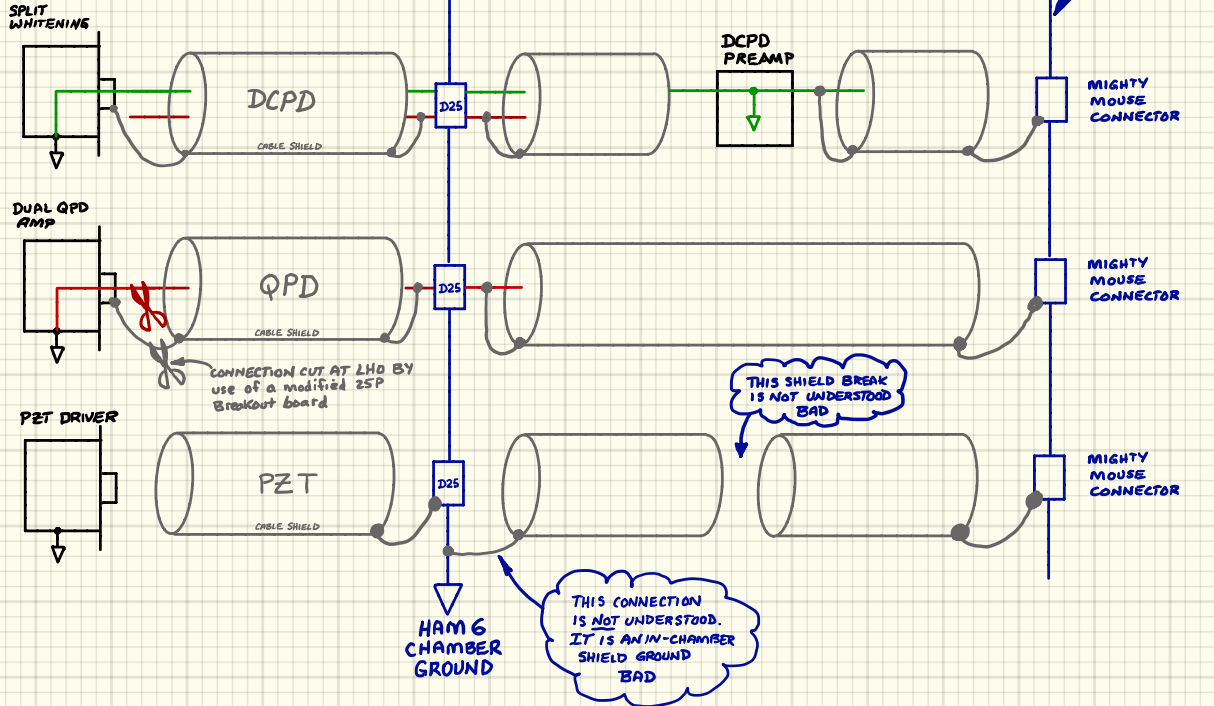 SPLIT
WHITENING
DCPD
CABLE SHIELD
D25
DCPD
PREAMP
MIGHTY
MOUSE
CONNECTOR
DUAL QPD
AMP
QPD
CABLE SHIELD
D25
MIGHTY
MOUSE
CONNECTOR
CONNECTION CUT AT LHO BY
use of a modified 25P
Breakout board
THIS SHIELD BREAK
IS NOT UNDERSTOOD
BAD
PZT DRIVER
PZT
CABLE SHIELD
D25
MIGHTY
MOUSE
CONNECTOR
HAM 6
CHAMBER
GROUND
THIS CONNECTION
IS NOT UNDERSTOOD.
IT IS AN IN-CHAMBER
SHIELD GROUND
BAD